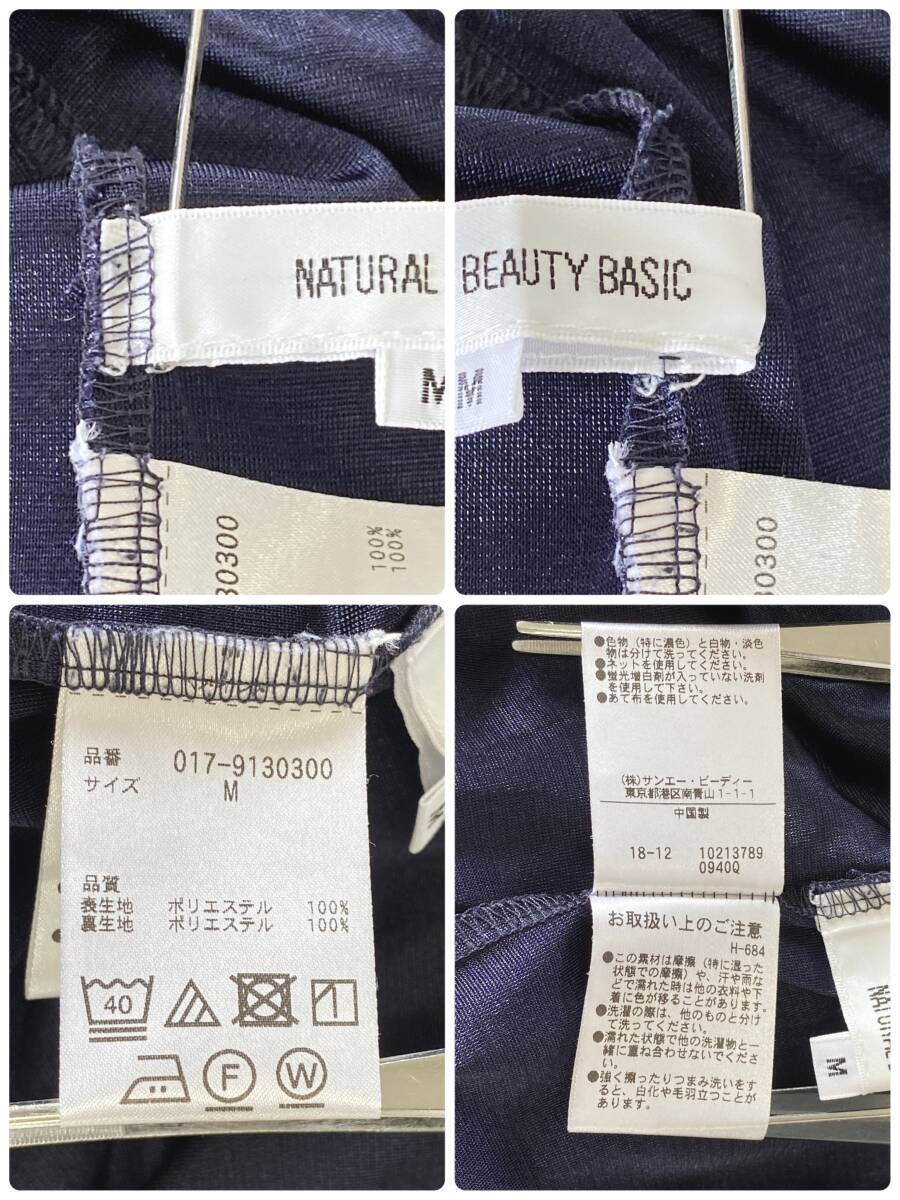 NATURAL
M
30300
100%
100%
BEAUTY BASIC
M
30300
品番 017-9130300
サイズ M
品質
表生地 ポリエステル 100%
裏生地 ポリエステル 100%
40
F
W
●色物（特に濃色）と白物・淡色
物は分けて洗ってください。
●ネットを使用してください。
●蛍光増白剤が入っていない洗剤
を使用して下さい。
●あて布を使用してください。
(株)サンエー・ビーディー
東京都港区南青山1-1-1
中国製
18-12 10213789
0940Q
お取扱い上のご注意
H-684
●この素材は摩擦（特に湿った
状態での摩擦）や、汗や雨な
どで濡れた時は他の衣料や下
着に色が移ることがあります。
●洗濯の際は、他のものと分け
て洗ってください。
●濡れた状態で他の洗濯物と一
緒に重ね合わせないでくださ
い。
●強く擦ったりつまみ洗いをす
ると、白化や毛羽立つことが
あります。
NATURAL
M